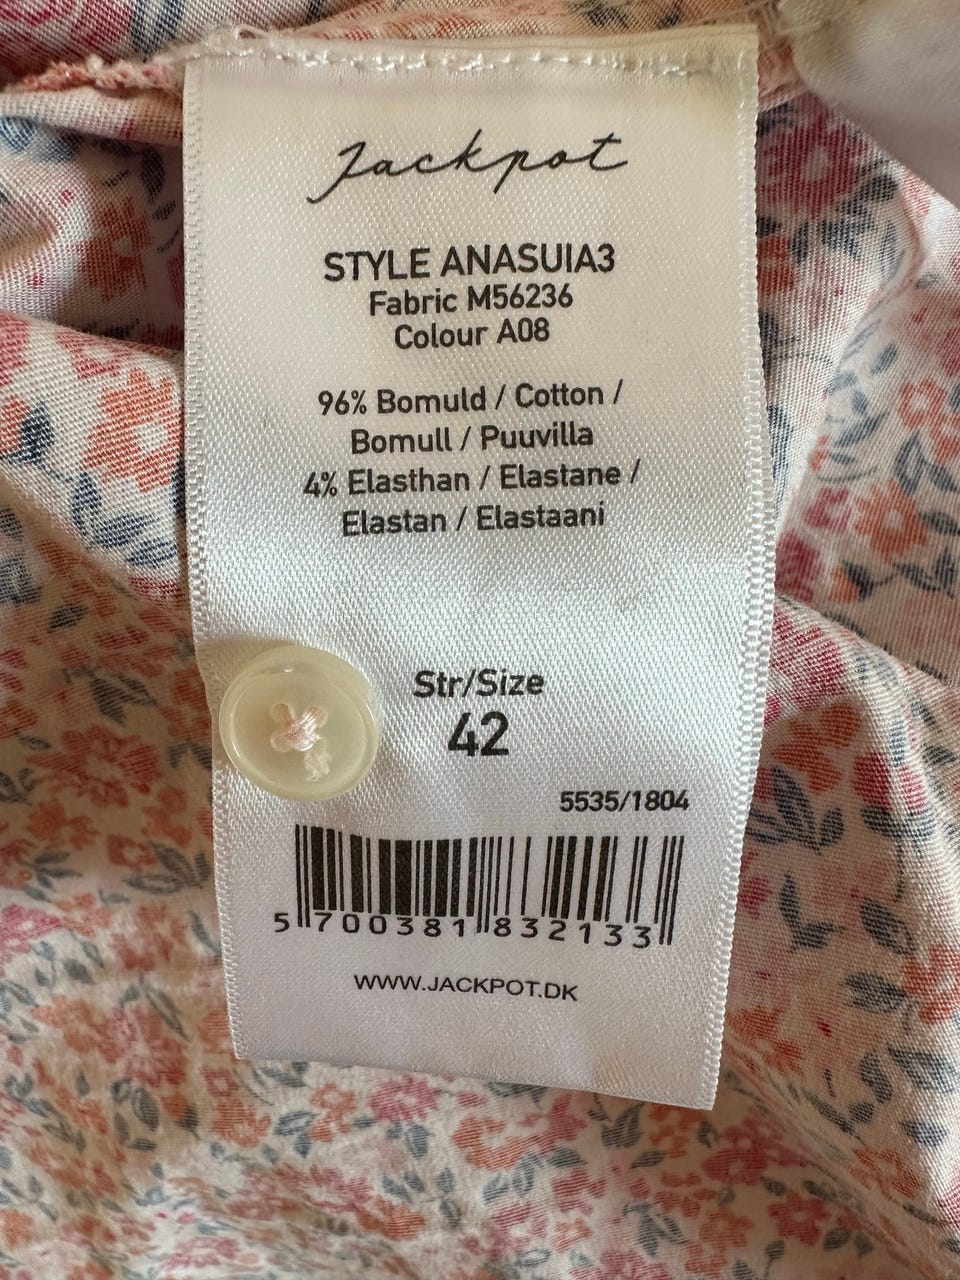 Jackpot
STYLE ANASUIA3
Fabric M56236
Colour A08
96% Bomuld / Cotton /
Bomull / Puuvilla
4% Elasthan / Elastane /
Elastan / Elastaani
Str/Size
42
5535/1804
5 700381 832133
WWW.JACKPOT.DK